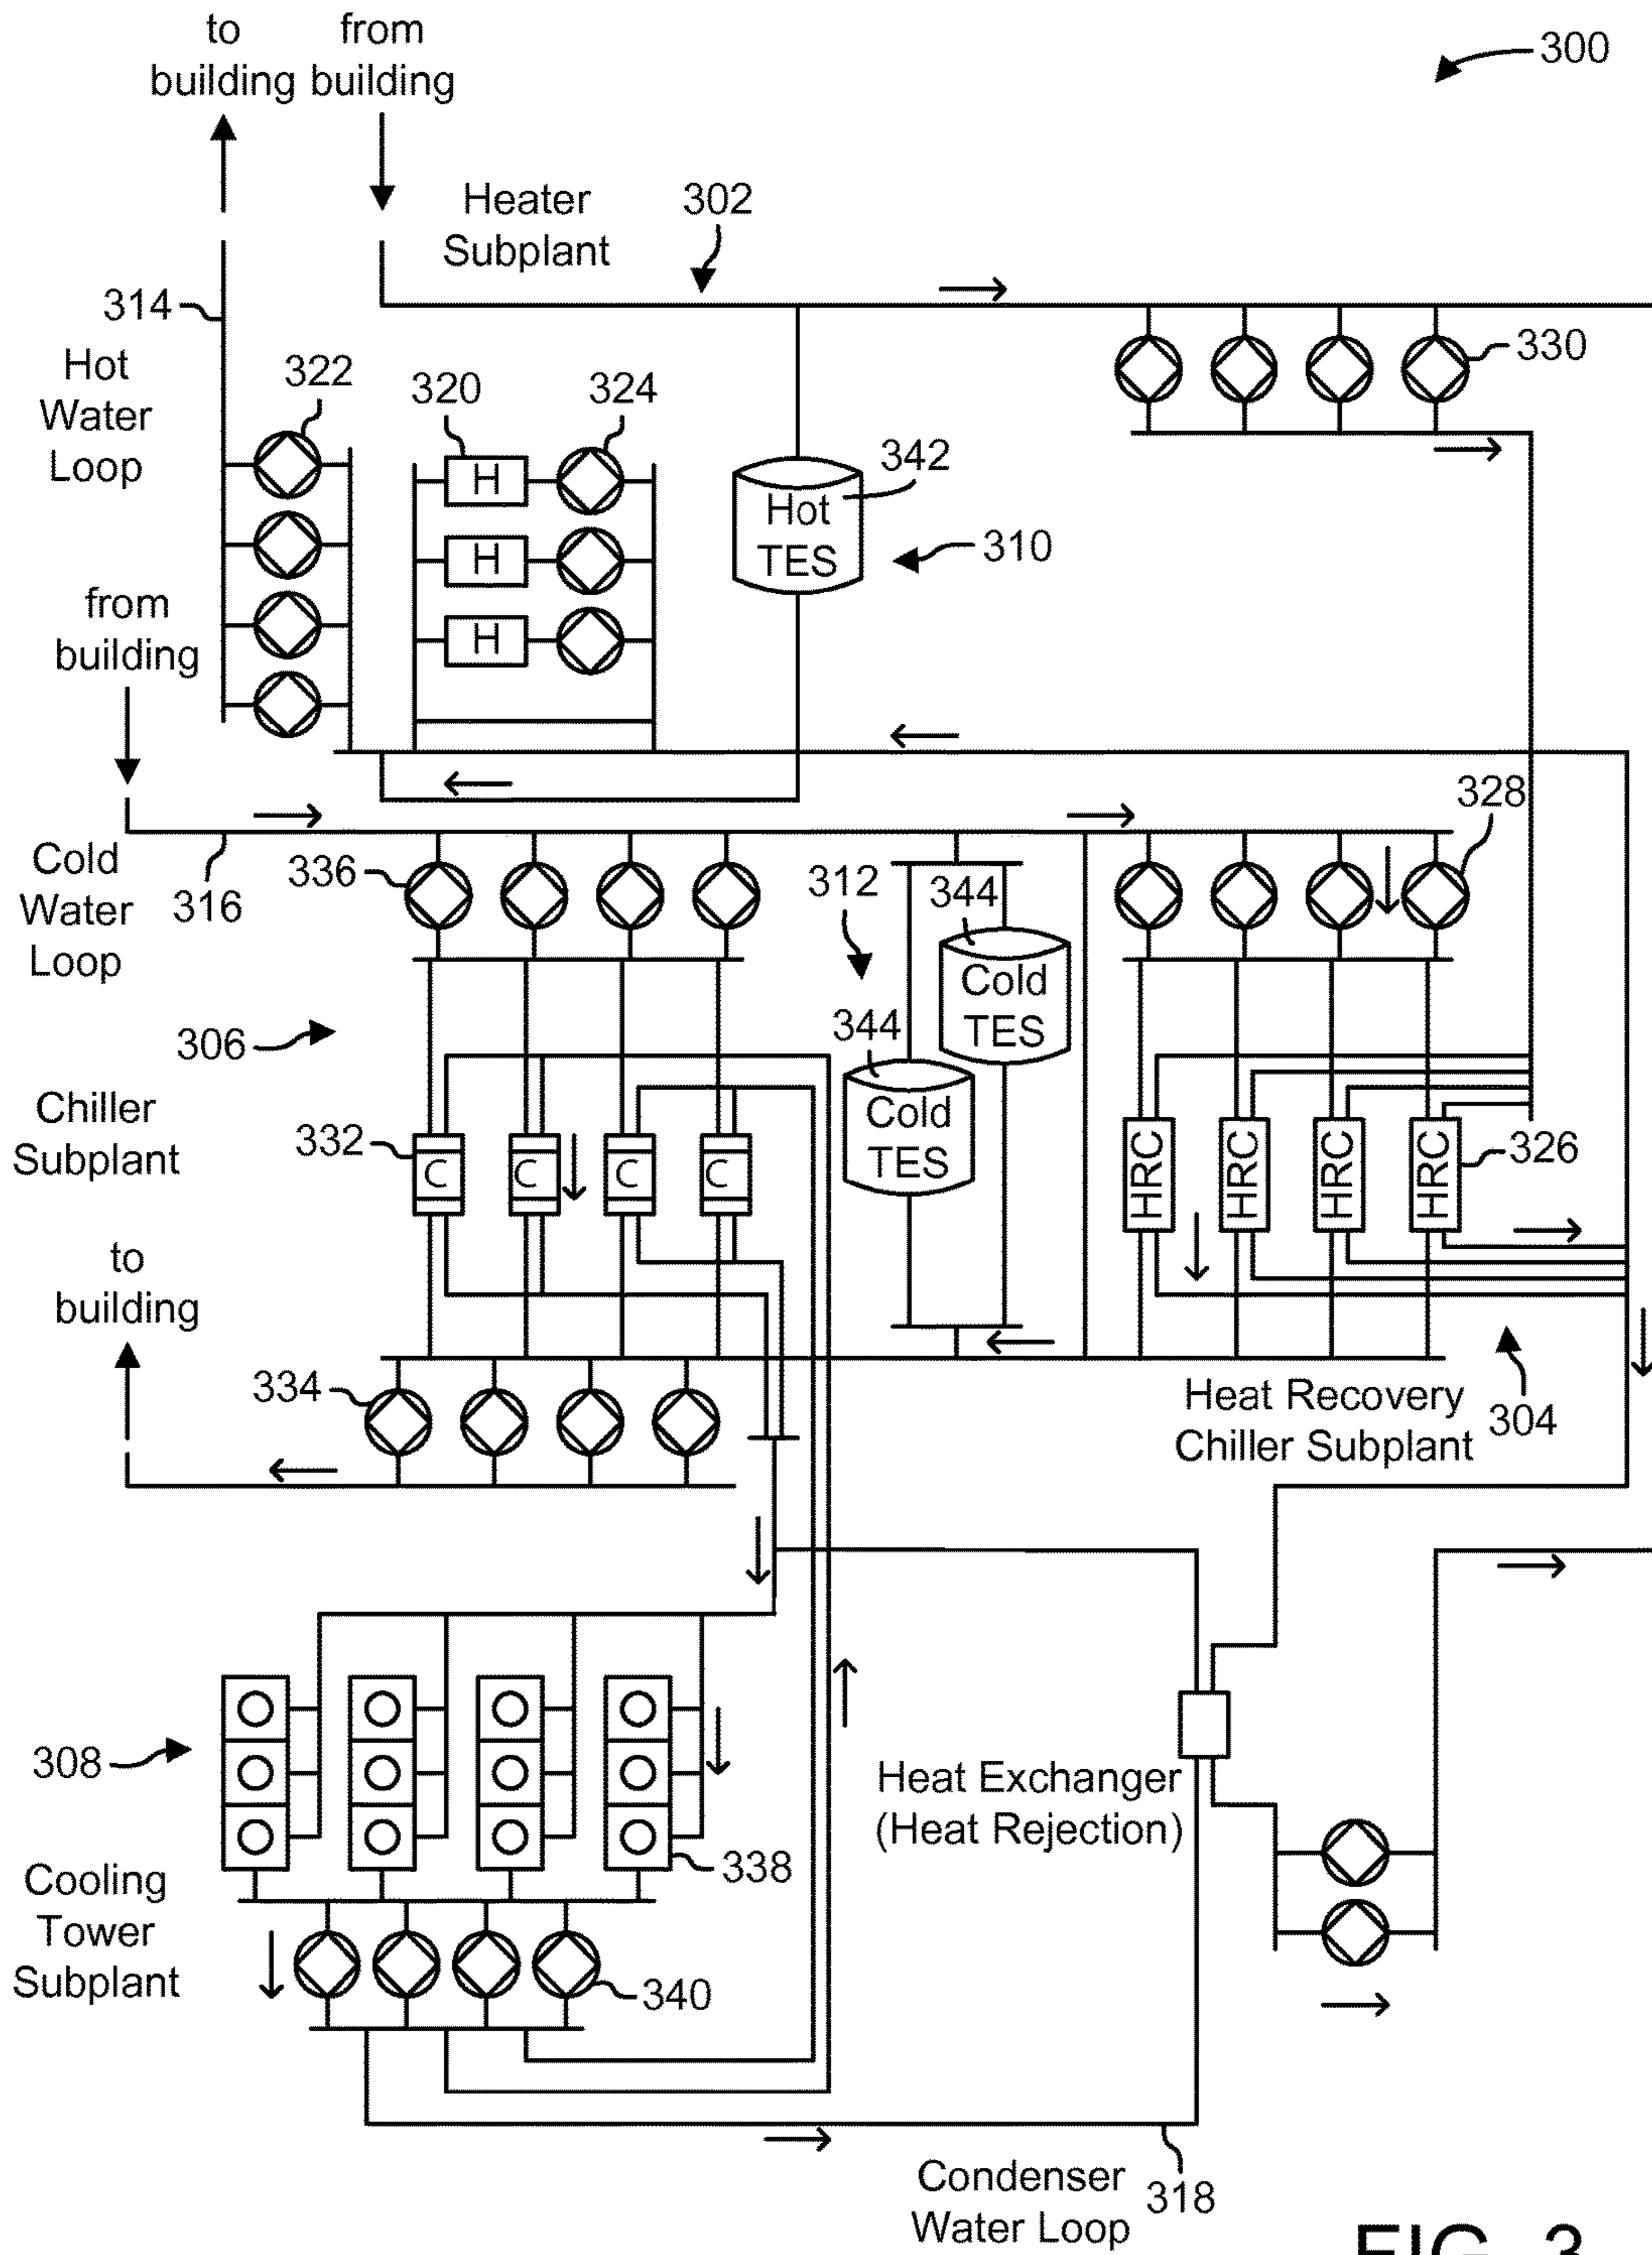 to
building
from
building
300
Heater
Subplant
302
314
Hot
Water
Loop
322
320
324
330
H
H
H
Hot
TES
342
310
from
building
328
Cold
Water
Loop
316
336
312
344
Cold
TES
344
Cold
TES
306
Chiller
Subplant
332
C
C
C
C
HRC
HRC
HRC
HRC
326
to
building
334
Heat Recovery
Chiller Subplant
304
308
338
Heat Exchanger
(Heat Rejection)
Cooling
Tower
Subplant
340
Condenser
Water Loop
318
FIG. 3